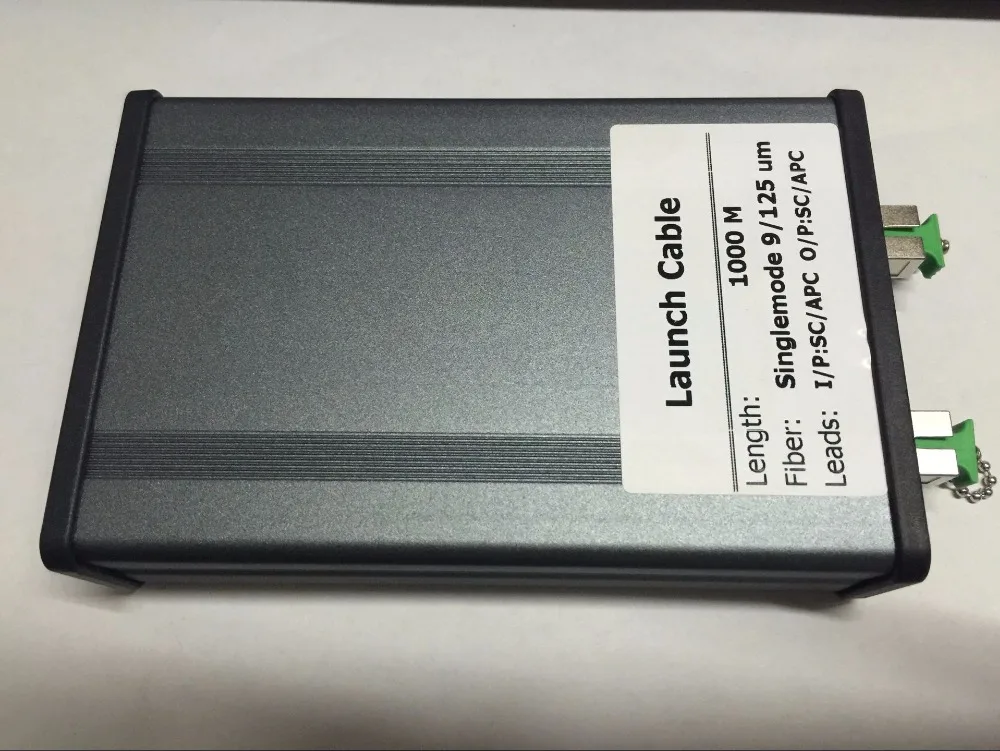 Launch Cable
Length: 1000 M
Fiber: Singlemode 9/125 um
Leads: I/P:SC/APC O/P:SC/APC